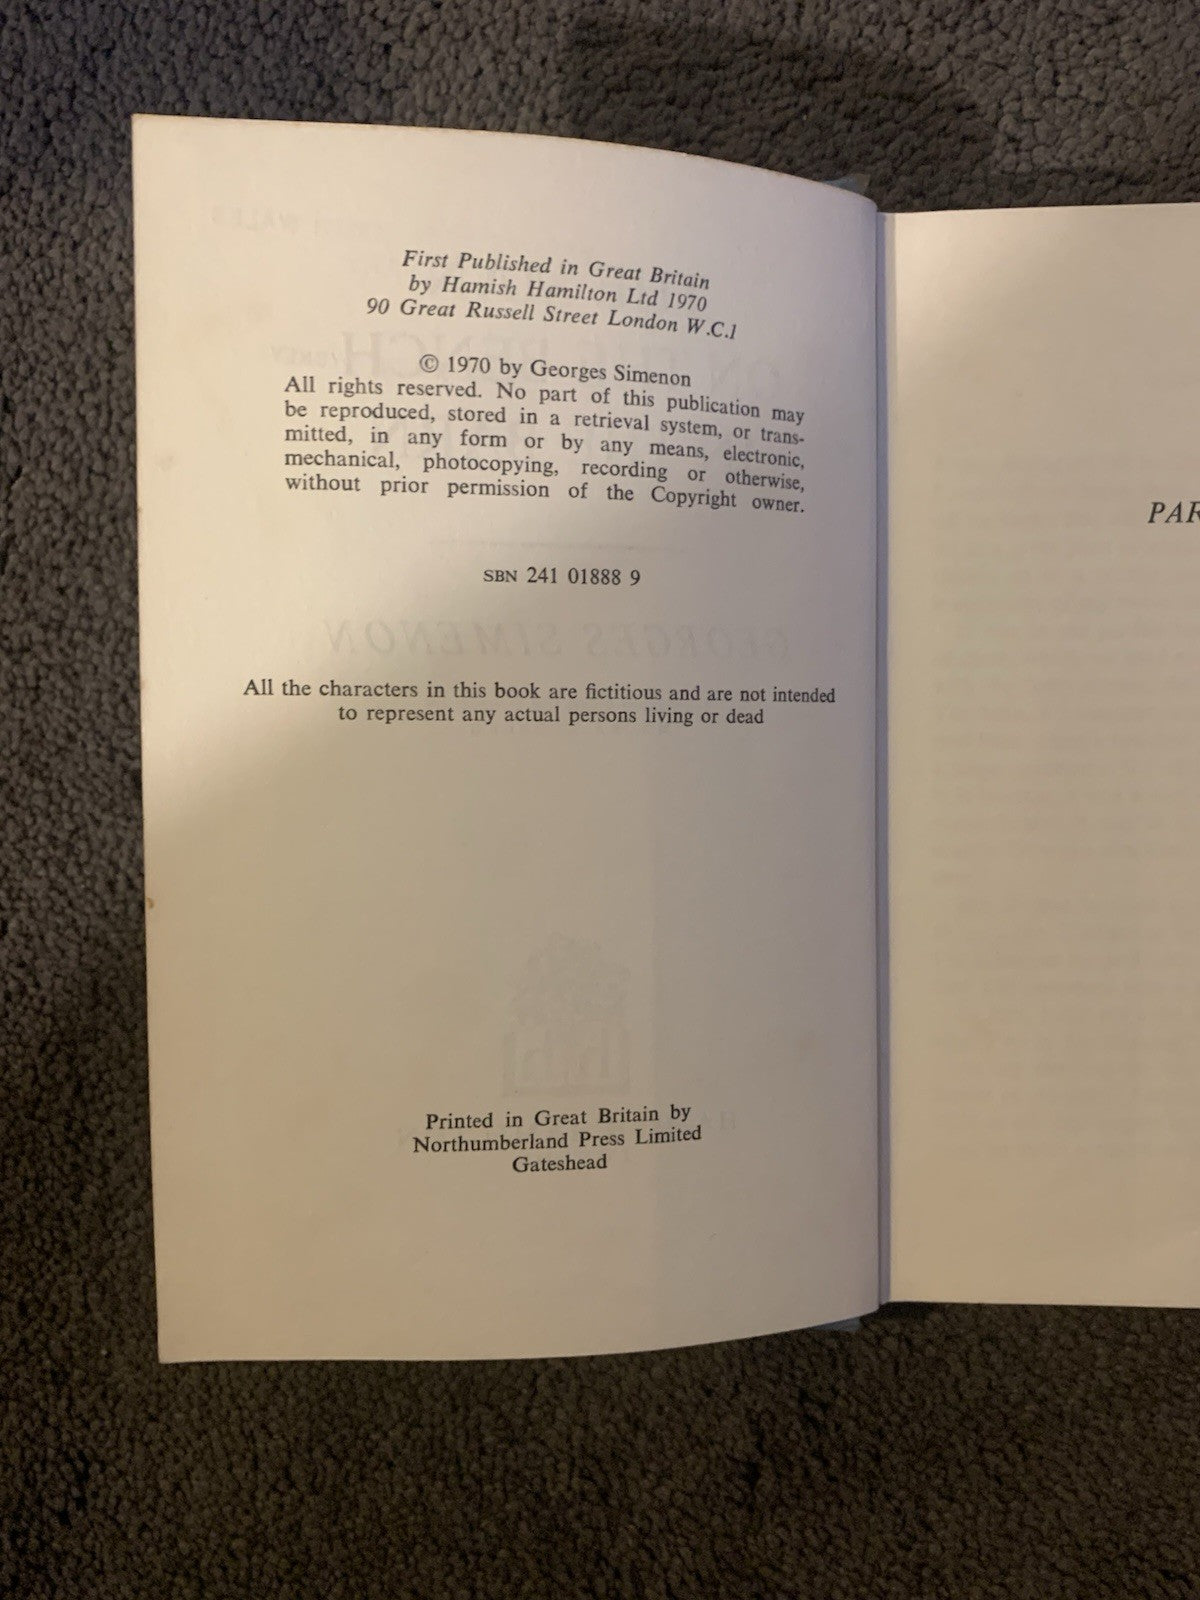 First Published in Great Britain
by Hamish Hamilton Ltd 1970
90 Great Russell Street London W.C.1
© 1970 by Georges Simenon
All rights reserved. No part of this publication may
be reproduced, stored in a retrieval system, or trans-
mitted, in any form or by any means, electronic,
mechanical, photocopying, recording or otherwise,
without prior permission of the Copyright owner.
SBN 241 01888 9
GEORGES SIMENON
All the characters in this book are fictitious and are not intended
to represent any actual persons living or dead
Printed in Great Britain by
Northumberland Press Limited
Gateshead
PAR